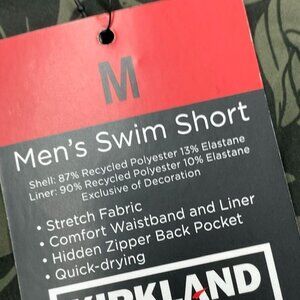 M
Men's Swim Short
Shell: 87% Recycled Polyester 13% Elastane
Liner: 90% Recycled Polyester 10% Elastane
Exclusive of Decoration
• Stretch Fabric
• Comfort Waistband and Liner
• Hidden Zipper Back Pocket
• Quick-drying
KIRKLAND